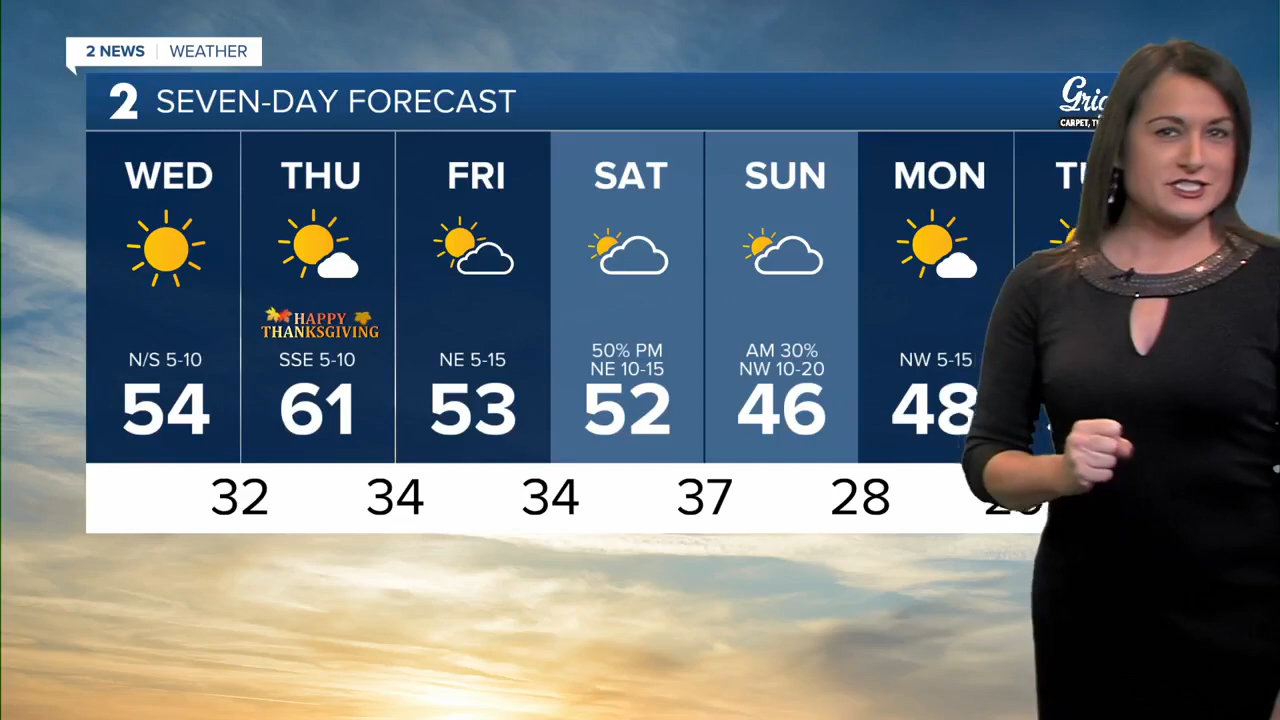 2 NEWS | WEATHER
2 SEVEN-DAY FORECAST
WED THU FRI SAT SUN MON
HAPPY
THANKSGIVING
50% PM AM 30%
N/S 5-10 SSE 5-10 NE 5-15 NE 10-15 NW 10-20 NW 5-15
54 61 53 52 46 48
32 34 34 37 28